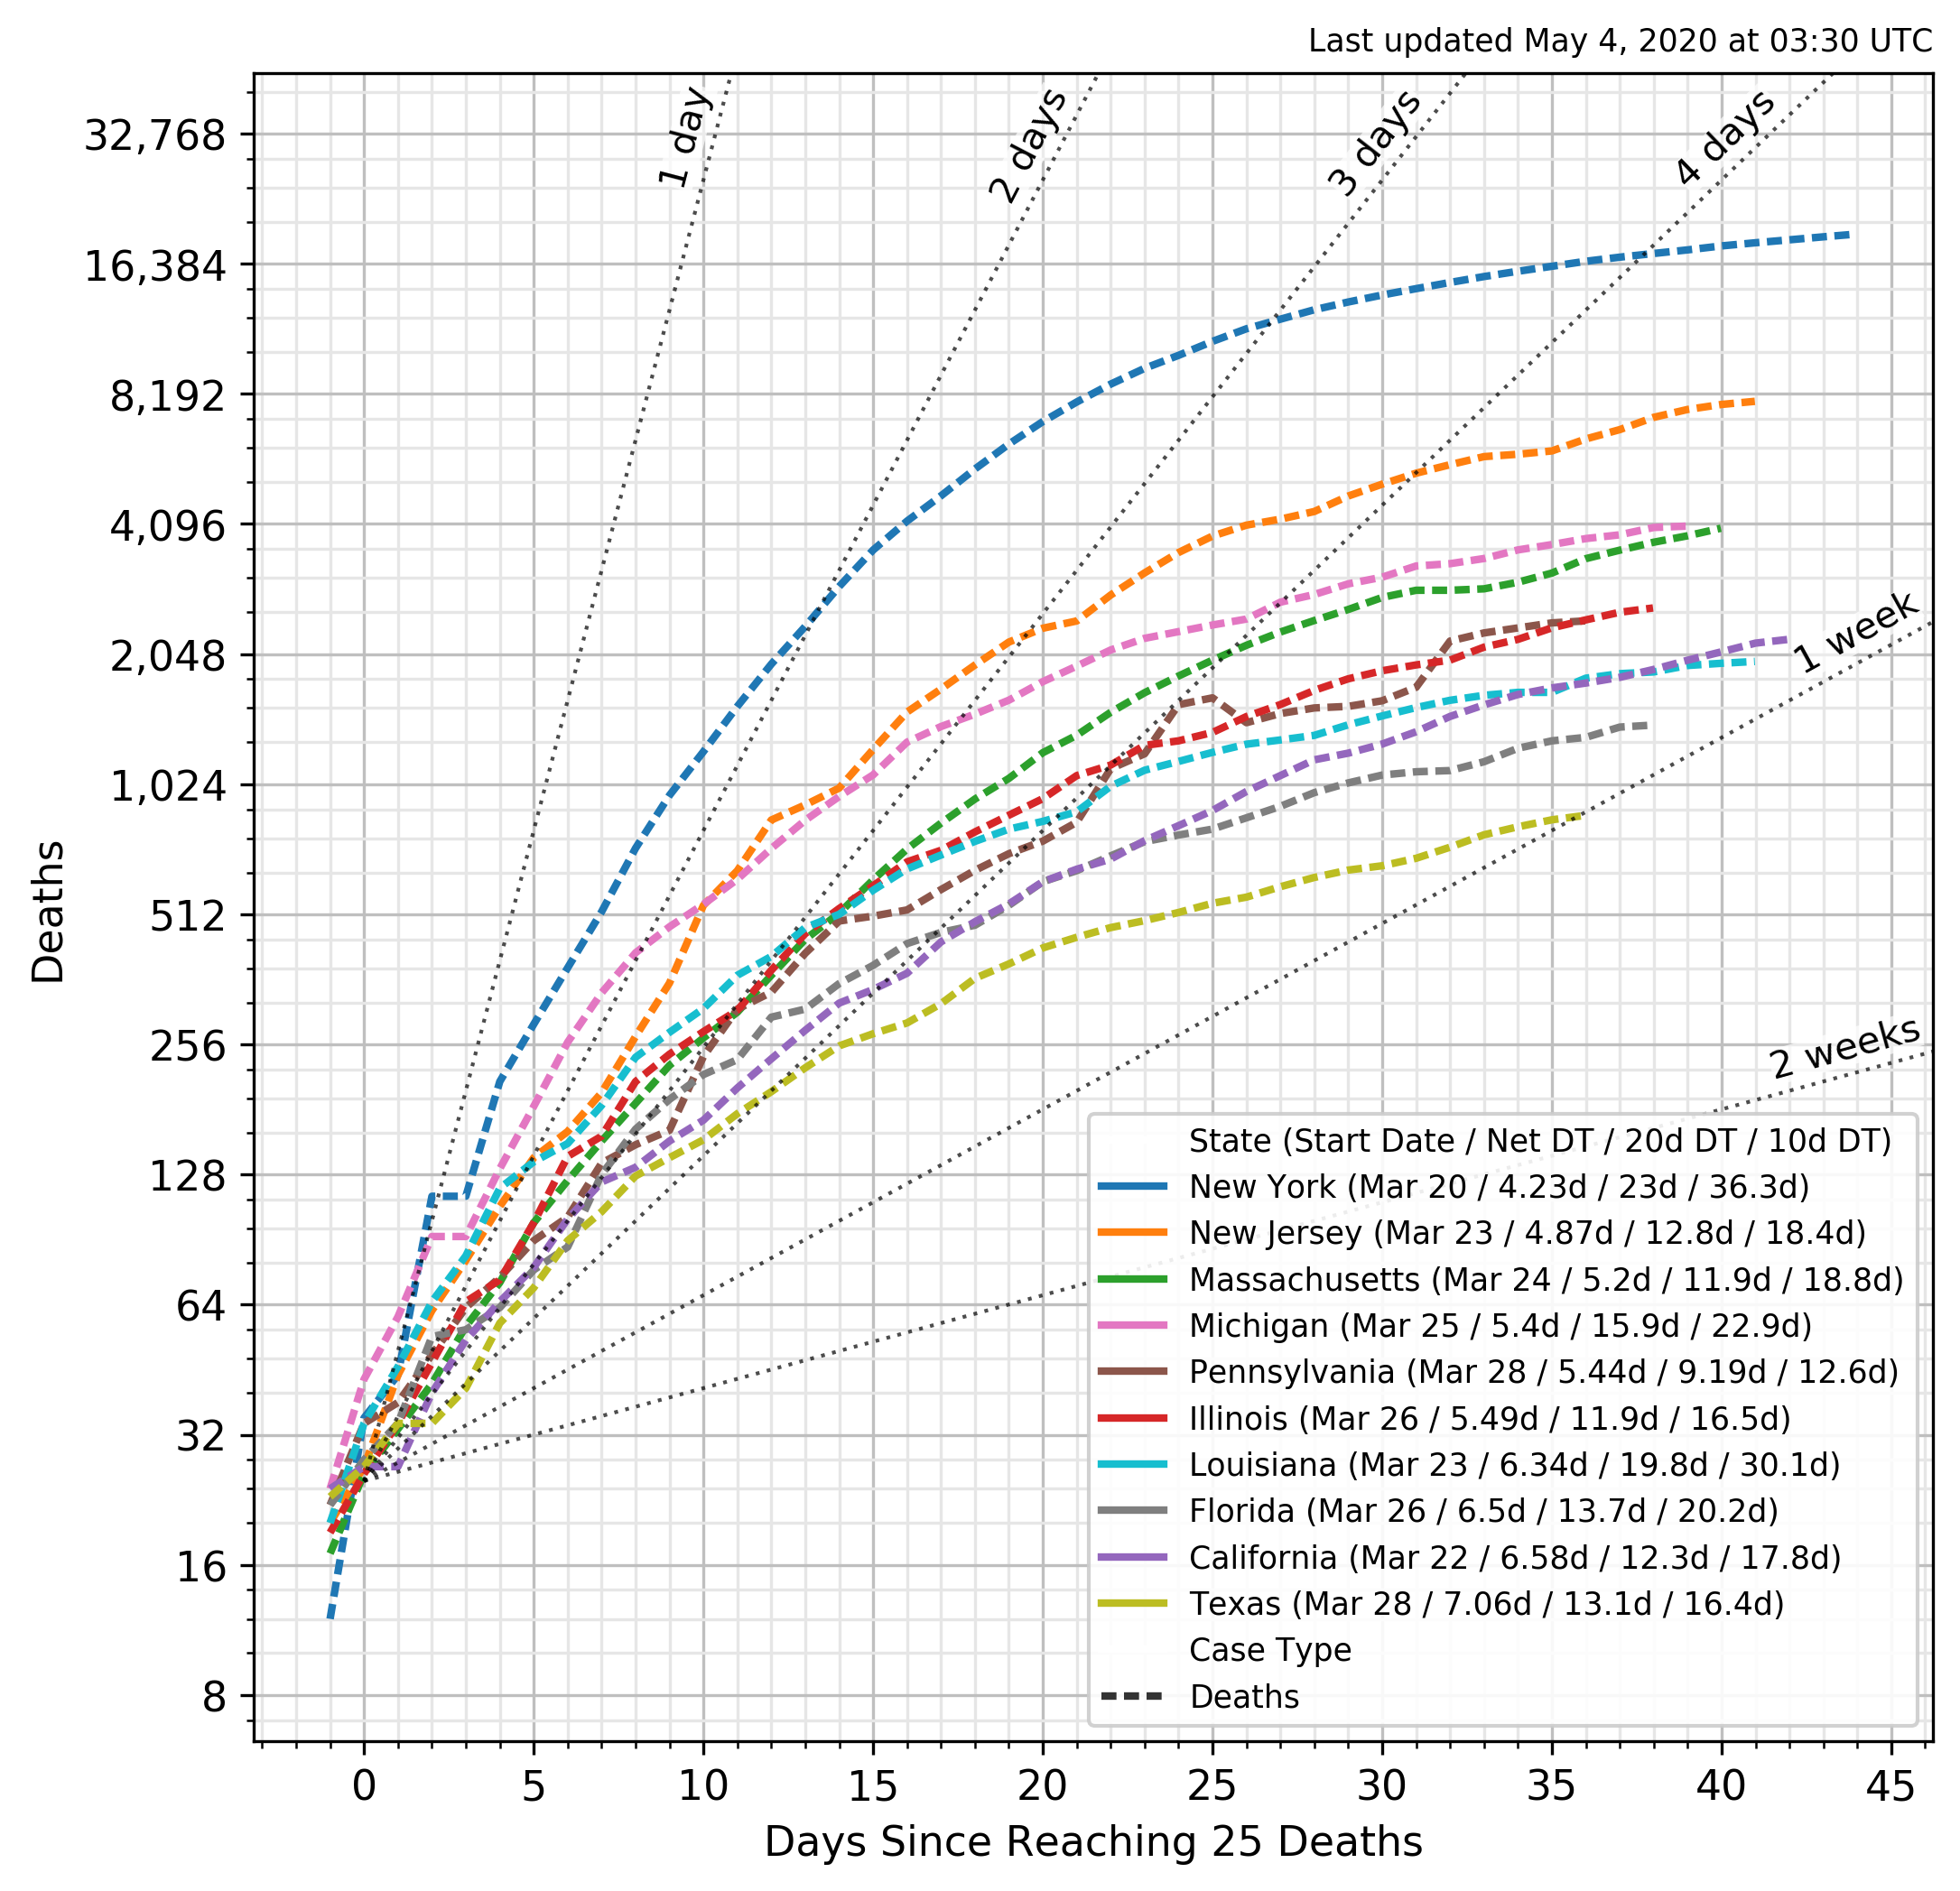 Last updated May 4, 2020 at 03:30 UTC
1 day
2 days
3 days
4 days
1 week
2 weeks
32,768
16,384
8,192
4,096
2,048
1,024
512
256
128
64
32
16
8
Deaths
State (Start Date / Net DT / 20d DT / 10d DT)
New York (Mar 20 / 4.23d / 23d / 36.3d)
New Jersey (Mar 23 / 4.87d / 12.8d / 18.4d)
Massachusetts (Mar 24 / 5.2d / 11.9d / 18.8d)
Michigan (Mar 25 / 5.4d / 15.9d / 22.9d)
Pennsylvania (Mar 28 / 5.44d / 9.19d / 12.6d)
Illinois (Mar 26 / 5.49d / 11.9d / 16.5d)
Louisiana (Mar 23 / 6.34d / 19.8d / 30.1d)
Florida (Mar 26 / 6.5d / 13.7d / 20.2d)
California (Mar 22 / 6.58d / 12.3d / 17.8d)
Texas (Mar 28 / 7.06d / 13.1d / 16.4d)
Case Type
Deaths
0 5 10 15 20 25 30 35 40 45
Days Since Reaching 25 Deaths